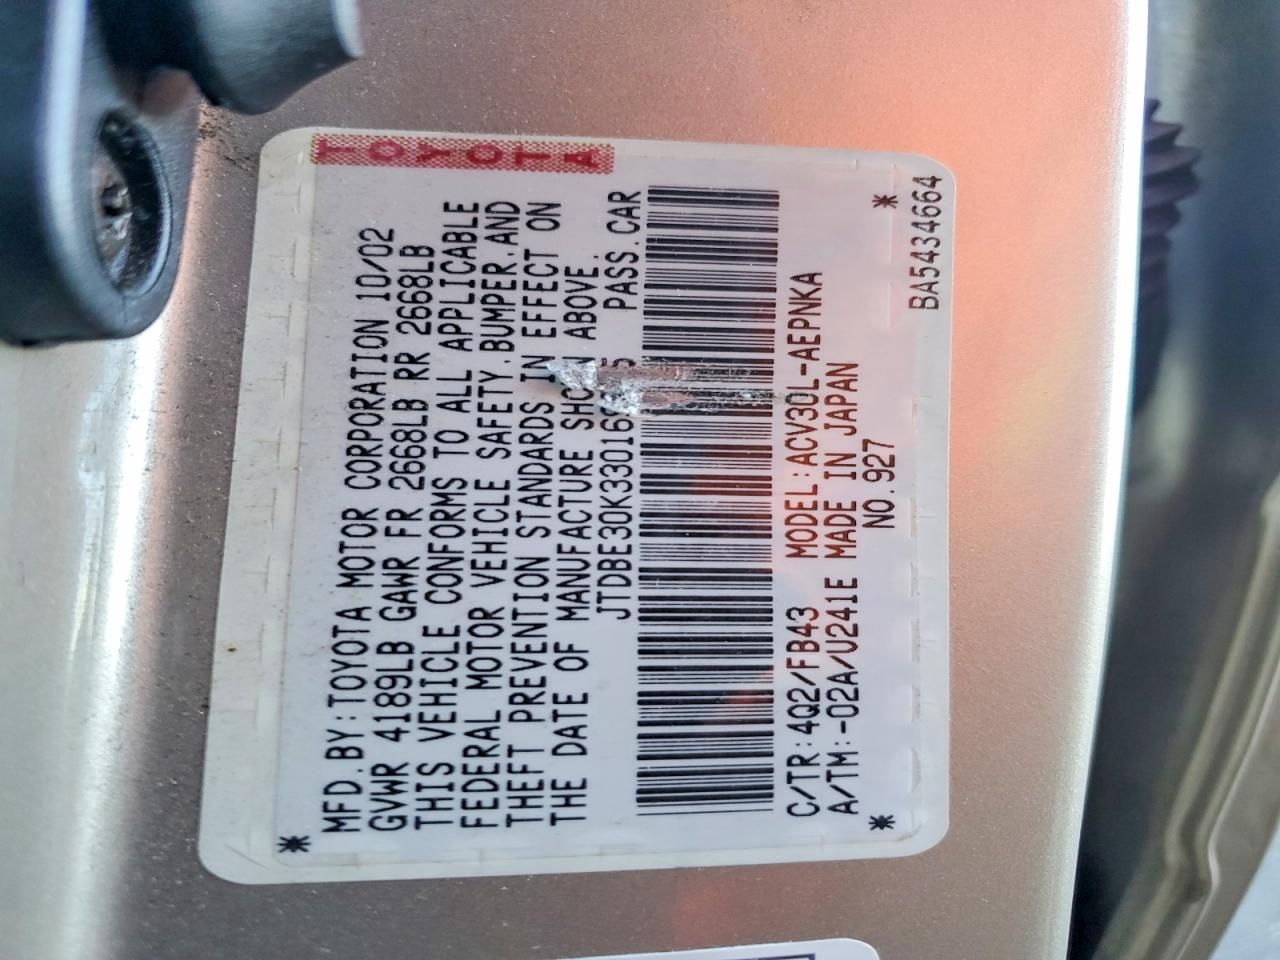 TOYOTA
MFD.BY:TOYOTA MOTOR CORPORATION 10/02
GVWR 4189LB GAWR FR 2668LB RR 2668LB
THIS VEHICLE CONFORMS TO ALL APPLICABLE
FEDERAL MOTOR VEHICLE SAFETY.BUMPER.AND
THEFT PREVENTION STANDARDS IN EFFECT ON
THE DATE OF MANUFACTURE SHOWN ABOVE.
PASS.CAR
C/TR:4Q2/FB43 MODEL:ACV30L-AEPNKA
A/TM:-02A/U241E MADE IN JAPAN
NO.927
BA5434664